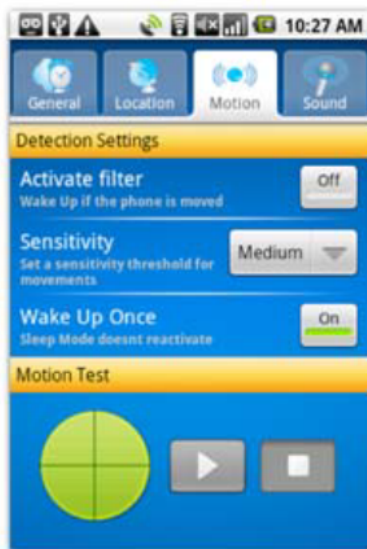 10:27 AM
General Location Motion Sound
Detection Settings
Activate filter Off
Wake Up if the phone is moved
Sensitivity Medium
Set a sensitivity threshold for
movements
Wake Up Once On
Sleep Mode doesnt reactivate
Motion Test